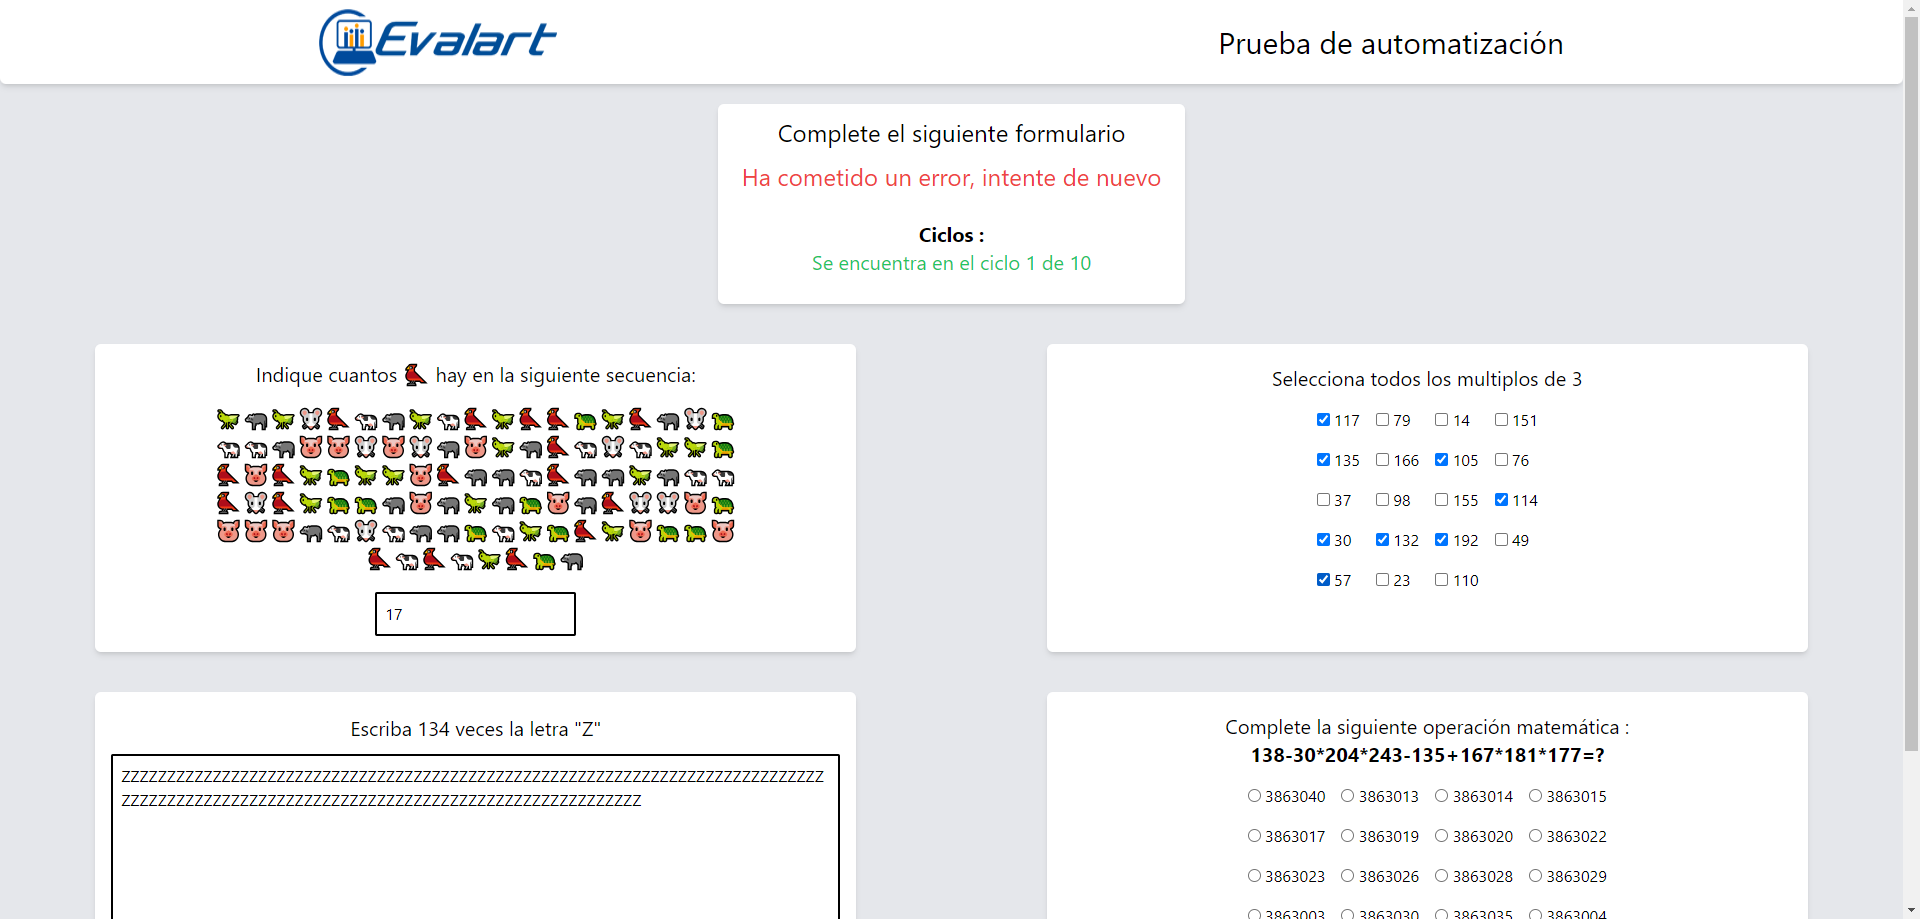 Evalart
Prueba de automatización
Complete el siguiente formulario
Ha cometido un error, intente de nuevo
Ciclos :
Se encuentra en el ciclo 1 de 10
Indique cuantos hay en la siguiente secuencia:
17
Selecciona todos los multiplos de 3
117 79 14 151
135 166 105 76
37 98 155 114
30 132 192 49
57 23 110
Escriba 134 veces la letra "Z"
ZZZZZZZZZZZZZZZZZZZZZZZZZZZZZZZZZZZZZZZZZZZZZZZZZZZZZZZZZZZZZZZZZZZZZZZZZZZZZ
ZZZZZZZZZZZZZZZZZZZZZZZZZZZZZZZZZZZZZZZZZZZZZZZZZZZZZZZZZ
Complete la siguiente operación matemática :
138-30*204*243-135+167*181*177=?
3863040 3863013 3863014 3863015
3863017 3863019 3863020 3863022
3863023 3863026 3863028 3863029
3863003 3863030 3863035 3863004